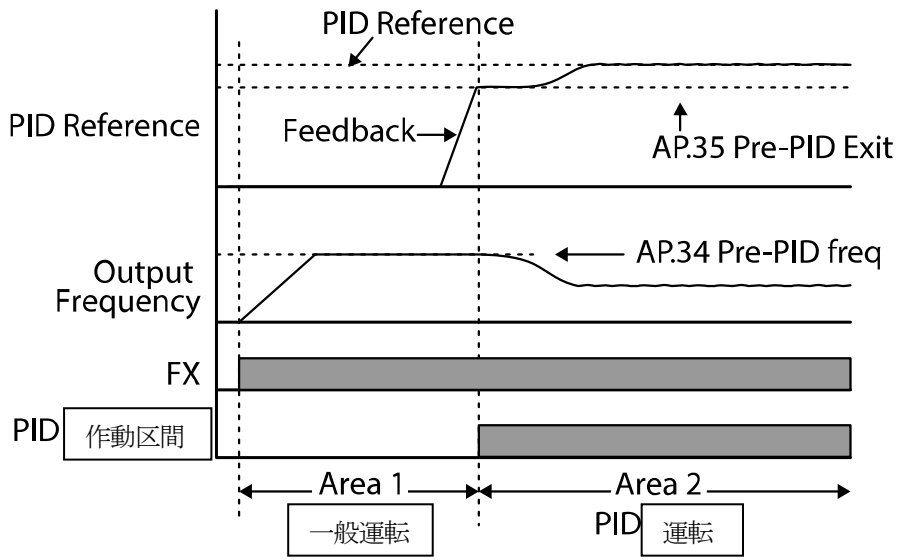 PID Reference
PID Reference
Feedback
AP.35 Pre-PID Exit
Output
Frequency
AP.34 Pre-PID freq
FX
PID 作動区間
Area 1
Area 2
一般運転
PID 運転